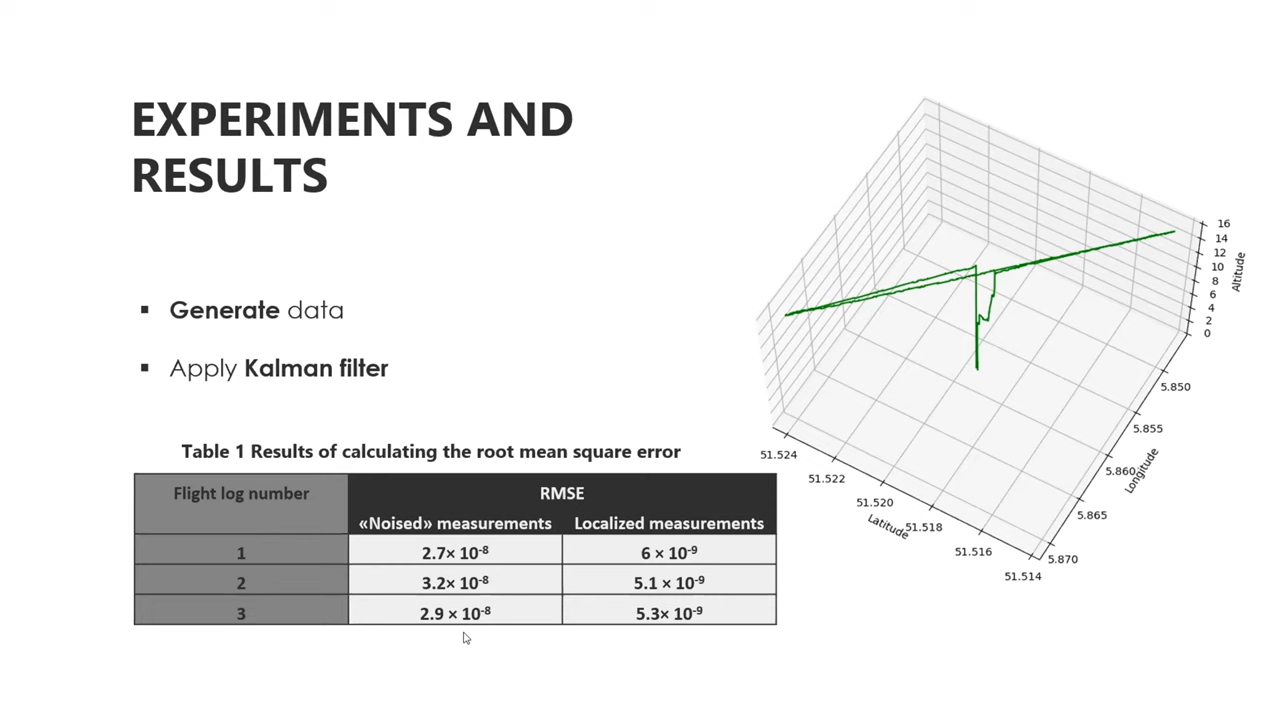 EXPERIMENTS AND
RESULTS
▪ Generate data
▪ Apply Kalman filter
Table 1 Results of calculating the root mean square error
Flight log number RMSE
«Noised» measurements Localized measurements
1 2.7× 10⁻⁸ 6 × 10⁻⁹
2 3.2× 10⁻⁸ 5.1 × 10⁻⁹
3 2.9 × 10⁻⁸ 5.3× 10⁻⁹
16
14
12
10
8
6
4
2
0
Altitude
5.850
5.855
5.860
5.865
5.870
Longitude
51.524
51.522
51.520
51.518
51.516
51.514
Latitude